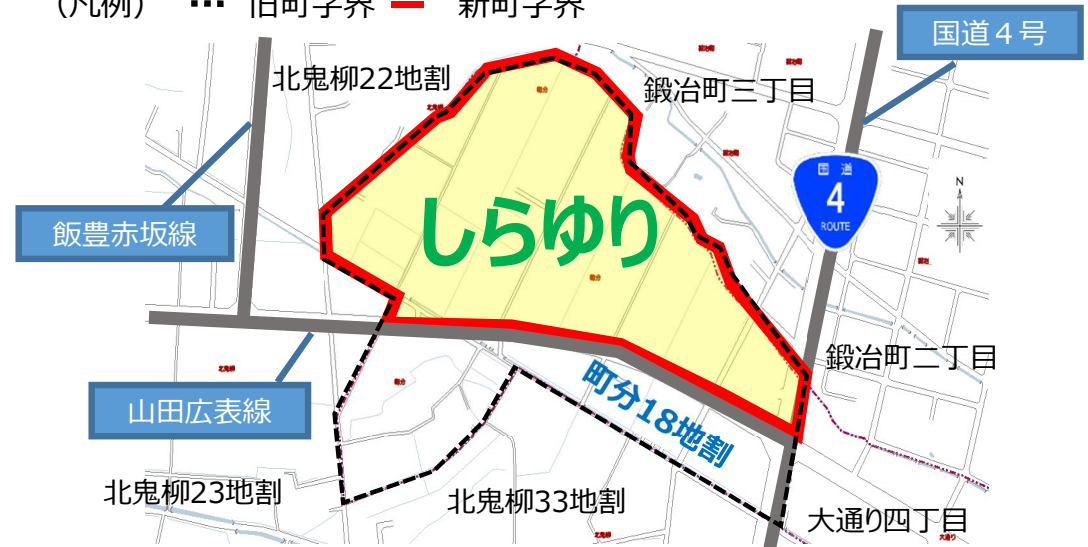 (凡例) ･･･ 旧町字界 ー 新町字界
国道4号
北鬼柳22地割
鍛冶町三丁目
国道
4
ROUTE
N
しらゆり
飯豊赤坂線
鍛冶町二丁目
町分18地割
山田広表線
北鬼柳23地割
北鬼柳33地割
大通り四丁目